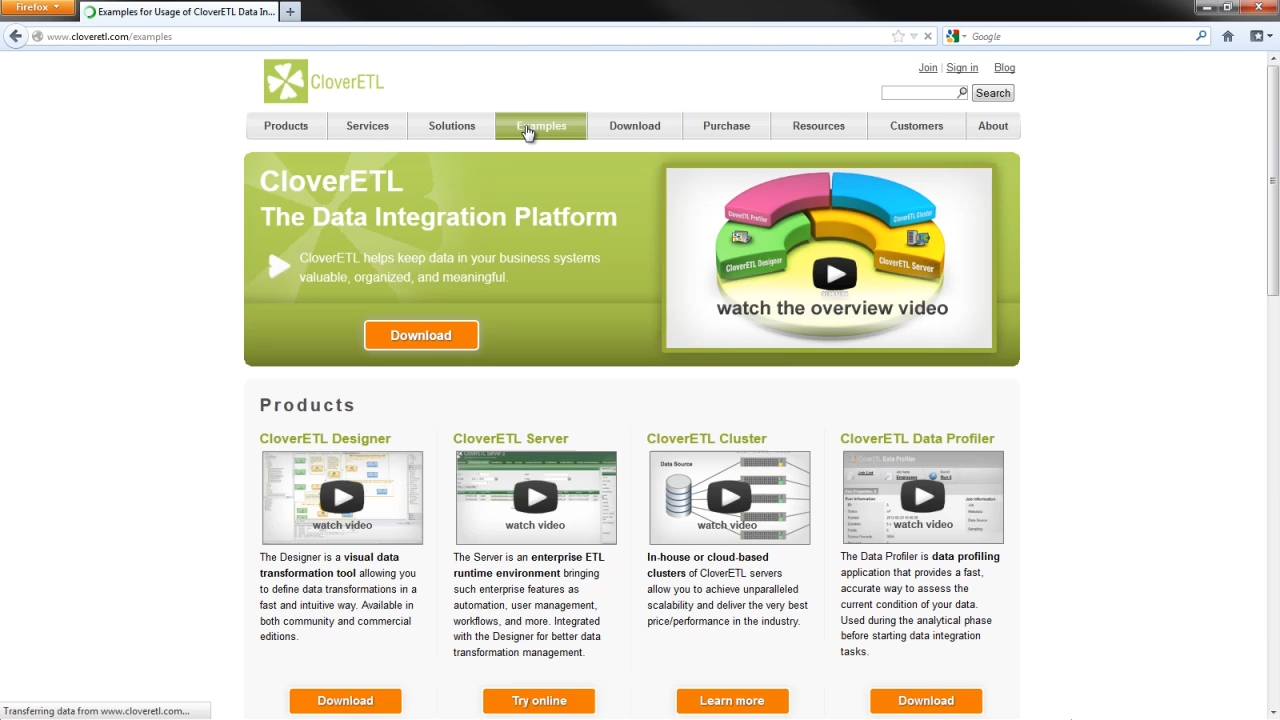 Firefox
Examples for Usage of CloverETL Data In...
www.cloveretl.com/examples
Google
CloverETL
Join | Sign in Blog
Search
Products Services Solutions Examples Download Purchase Resources Customers About
CloverETL
The Data Integration Platform
CloverETL helps keep data in your business systems
valuable, organized, and meaningful.
Download
CloverETL Profiler
CloverETL Cluster
CloverETL Designer
CloverETL Server
watch the overview video
Products
CloverETL Designer
watch video
The Designer is a visual data
transformation tool allowing you
to define data transformations in a
fast and intuitive way. Available in
both community and commercial
editions.
Download
CloverETL Server
watch video
The Server is an enterprise ETL
runtime environment bringing
such enterprise features as
automation, user management,
workflows, and more. Integrated
with the Designer for better data
transformation management.
Try online
CloverETL Cluster
Data Source
watch video
In-house or cloud-based
clusters of CloverETL servers
allow you to achieve unparalleled
scalability and deliver the very best
price/performance in the industry.
Learn more
CloverETL Data Profiler
CloverETL Data Profiler
watch video
The Data Profiler is data profiling
application that provides a fast,
accurate way to assess the
current condition of your data.
Used during the analytical phase
before starting data integration
tasks.
Download
Transferring data from www.cloveretl.com...